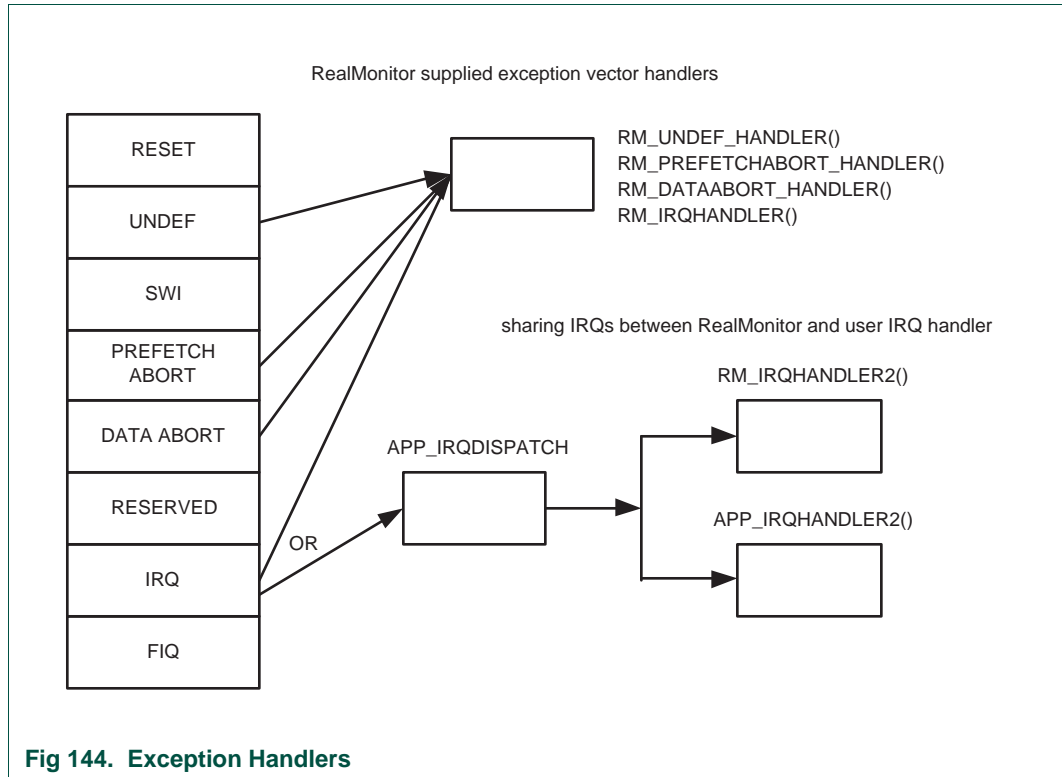 RealMonitor supplied exception vector handlers
RESET
UNDEF
SWI
PREFETCH
ABORT
DATA ABORT
RESERVED
IRQ
FIQ
RM_UNDEF_HANDLER()
RM_PREFETCHABORT_HANDLER()
RM_DATAABORT_HANDLER()
RM_IRQHANDLER()
sharing IRQs between RealMonitor and user IRQ handler
RM_IRQHANDLER2()
APP_IRQDISPATCH
APP_IRQHANDLER2()
OR
Fig 144. Exception Handlers